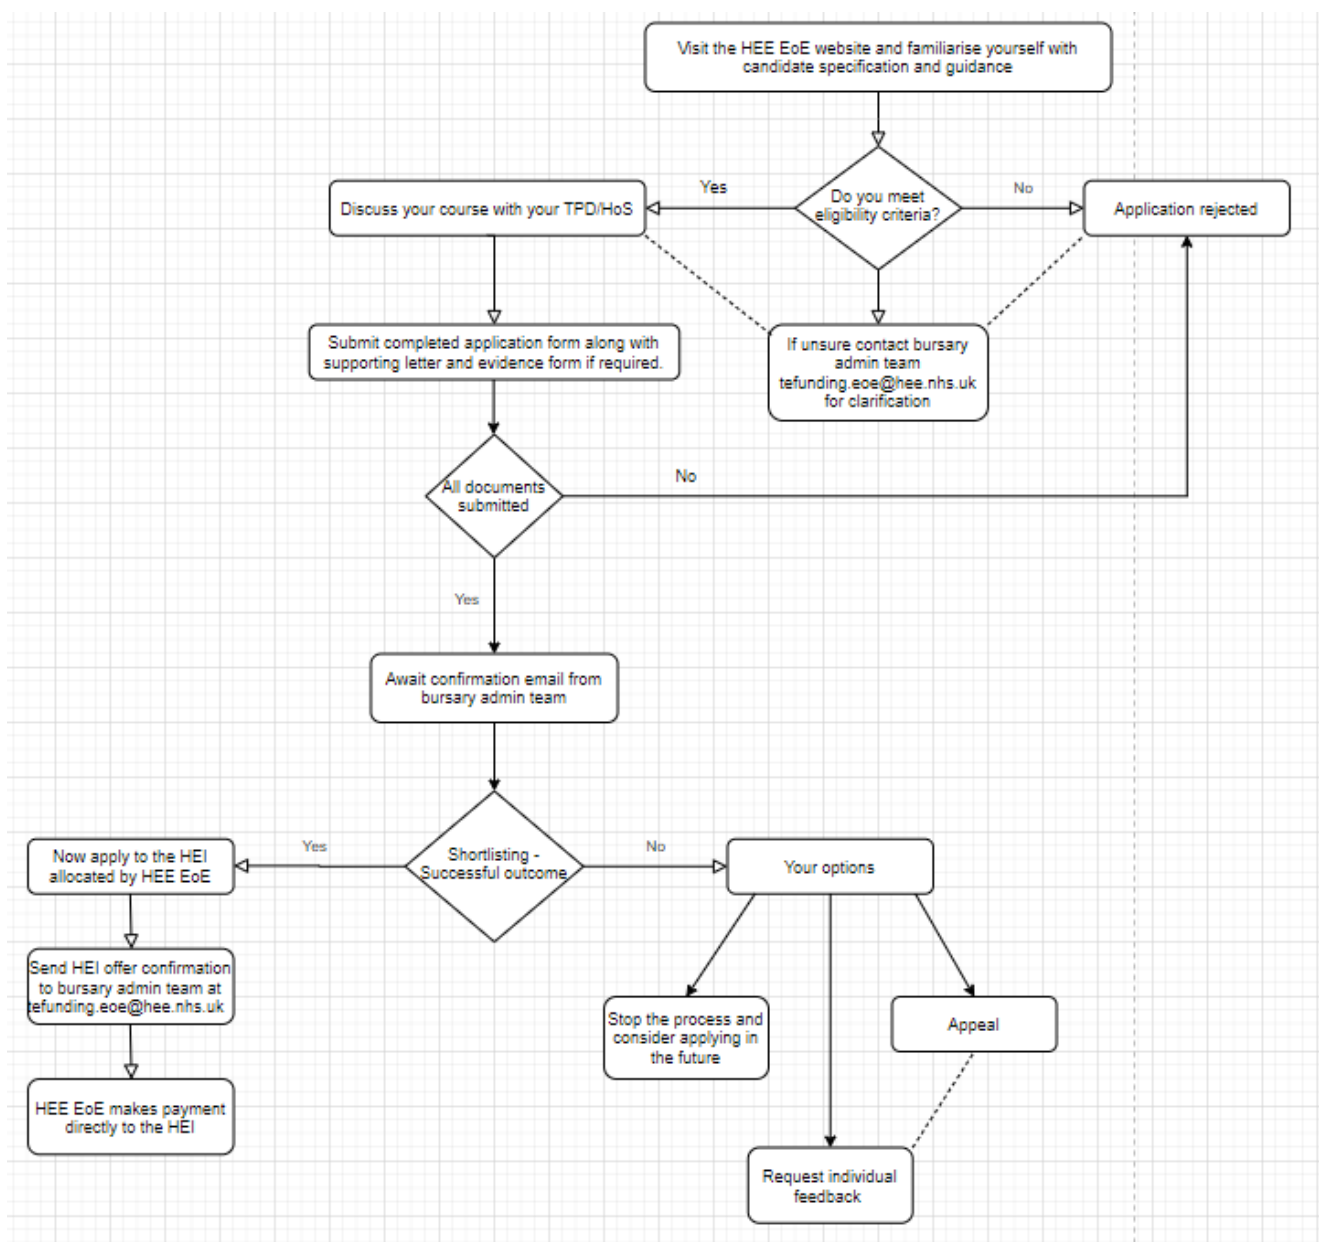 Visit the HEE EoE website and familiarise yourself with
candidate specification and guidance
Yes
No
Discuss your course with your TPD/HoS
Do you meet
eligibility criteria?
Application rejected
Submit completed application form along with
supporting letter and evidence form if required.
If unsure contact bursary
admin team
tefunding.eoe@hee.nhs.uk
for clarification
All documents
submitted
No
Yes
Await confirmation email from
bursary admin team
Yes
No
Now apply to the HEI
allocated by HEE EoE
Shortlisting -
Successful outcome
Your options
Send HEI offer confirmation
to bursary admin team at
tefunding.eoe@hee.nhs.uk
Stop the process and
consider applying in
the future
Appeal
HEE EoE makes payment
directly to the HEI
Request individual
feedback